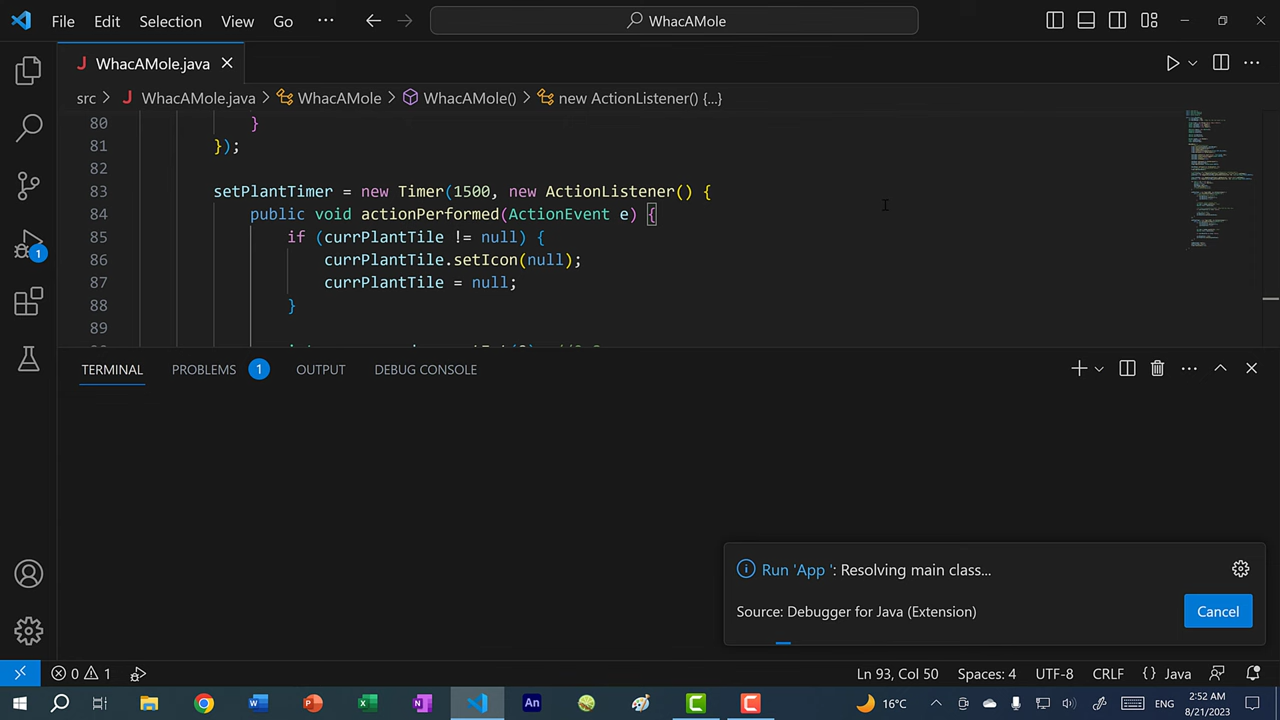 File Edit Selection View Go ··· WhacAMole
J WhacAMole.java
src > J WhacAMole.java > WhacAMole > WhacAMole() > new ActionListener() {...}
80 }
81 });
82
83 setPlantTimer = new Timer(1500, new ActionListener() {
84 public void actionPerformed(ActionEvent e) {
85 if (currPlantTile != null) {
86 currPlantTile.setIcon(null);
87 currPlantTile = null;
88 }
89
TERMINAL PROBLEMS 1 OUTPUT DEBUG CONSOLE
1
Run 'App ': Resolving main class...
Source: Debugger for Java (Extension) Cancel
0 1 Ln 93, Col 50 Spaces: 4 UTF-8 CRLF {} Java
An 16°C ENG 2:52 AM
8/21/2023